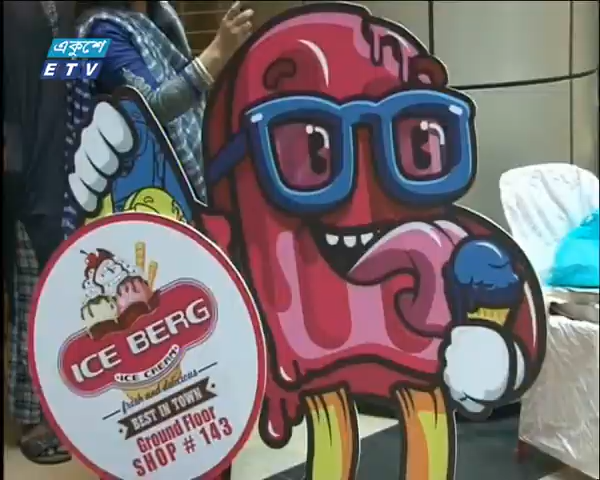 একুশে
ETV
ICE BERG
ICE CREAM
fresh and delicious
BEST IN TOWN
Ground Floor
SHOP # 143